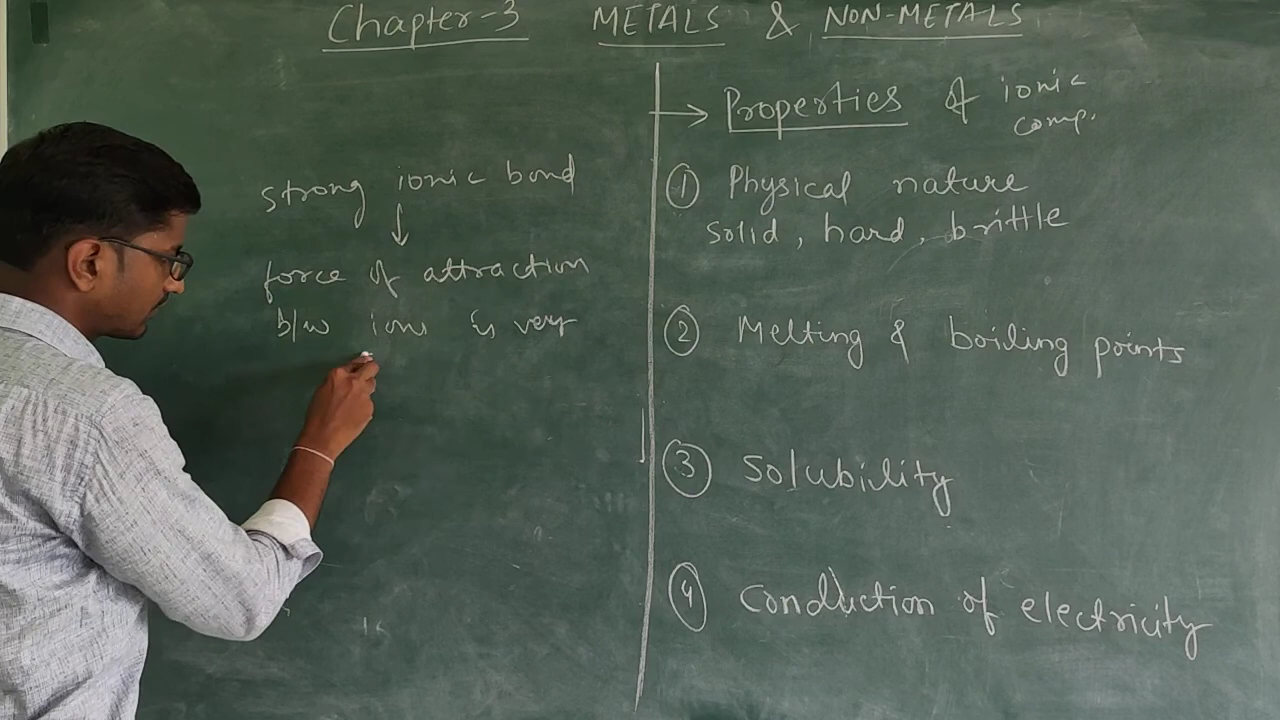 Chapter-3 METALS & NON-METALS
strong ionic bond
↓
force of attraction
b/w ions is very
→ Properties of ionic
comp.
① Physical nature
solid, hard, brittle
② Melting & boiling points
③ Solubility
④ Conduction of electricity